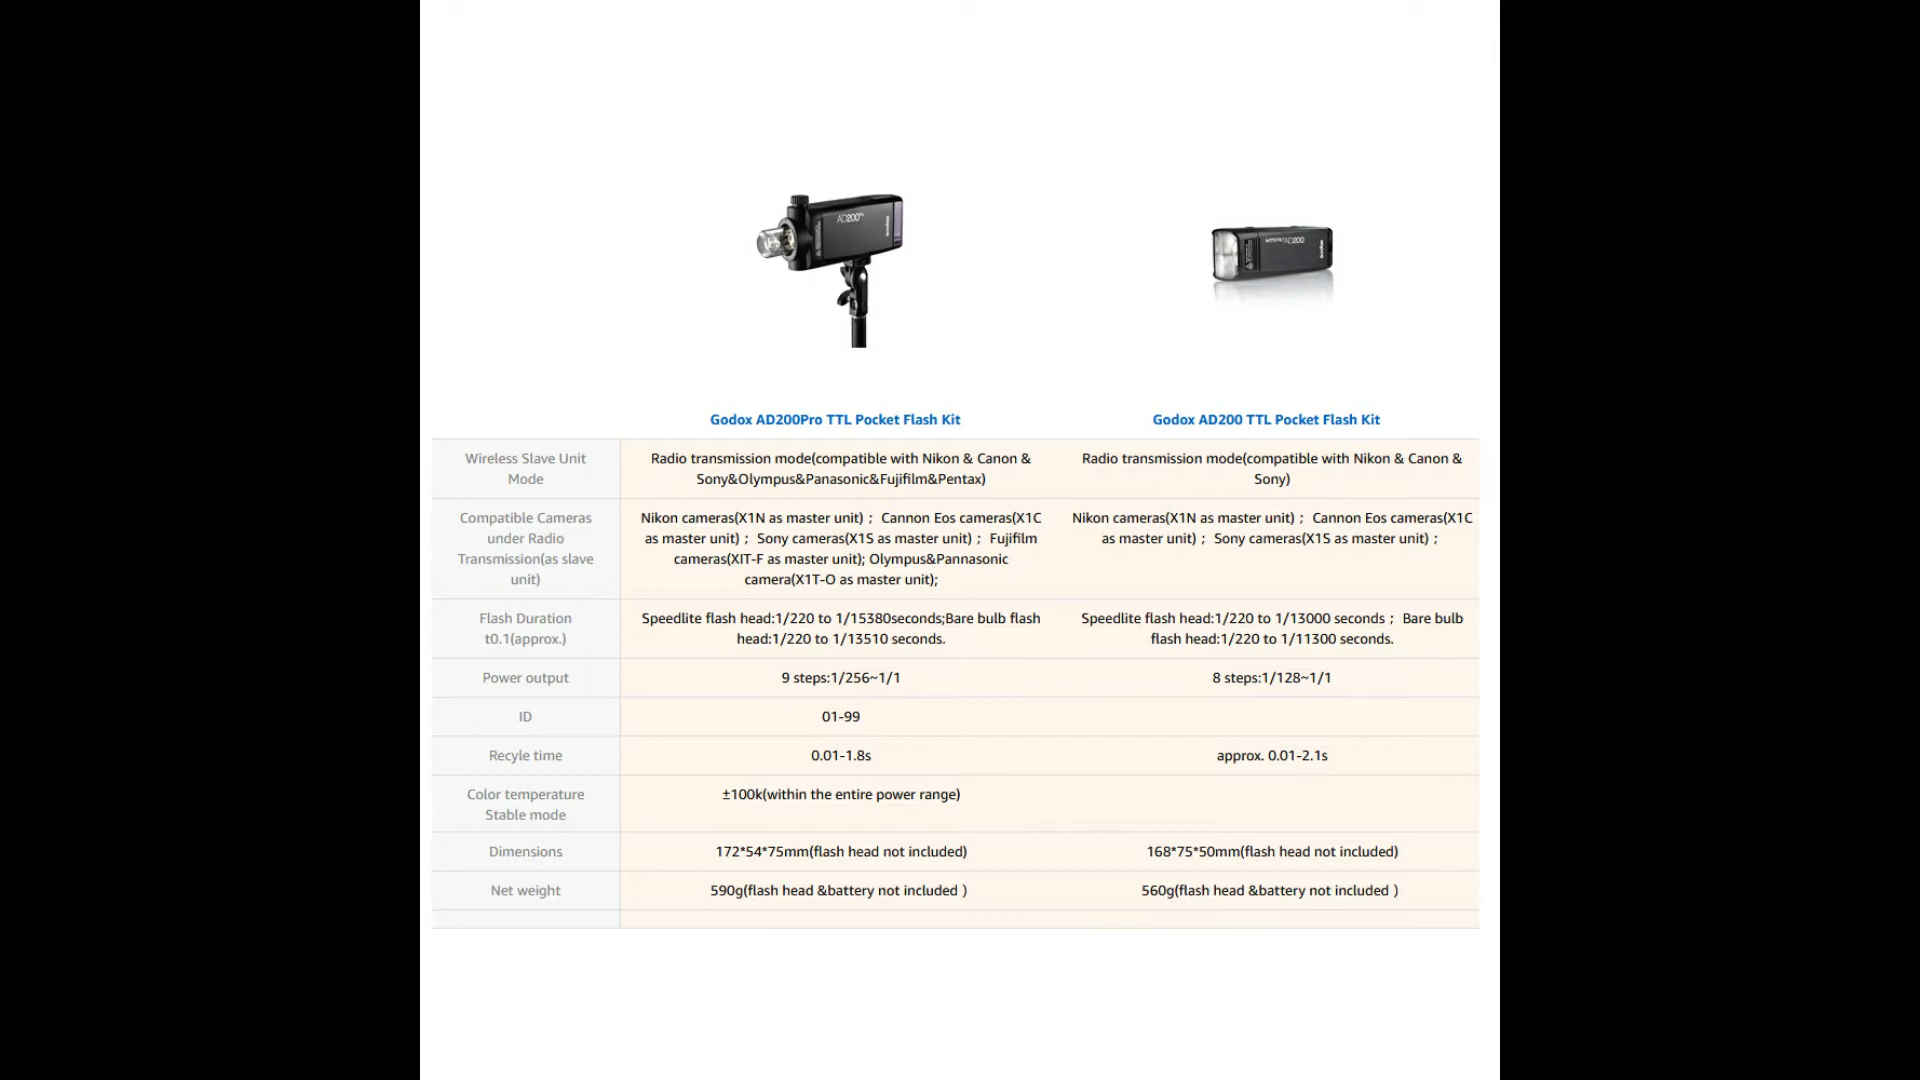 AD200
AD200
Godox AD200Pro TTL Pocket Flash Kit
Godox AD200 TTL Pocket Flash Kit
Wireless Slave Unit
Mode
Radio transmission mode(compatible with Nikon & Canon &
Sony&Olympus&Panasonic&Fujifilm&Pentax)
Radio transmission mode(compatible with Nikon & Canon &
Sony)
Compatible Cameras
under Radio
Transmission(as slave
unit)
Nikon cameras(X1N as master unit)； Cannon Eos cameras(X1C
as master unit)； Sony cameras(X1S as master unit)； Fujifilm
cameras(XIT-F as master unit); Olympus&Pannasonic
camera(X1T-O as master unit);
Nikon cameras(X1N as master unit)； Cannon Eos cameras(X1C
as master unit)； Sony cameras(X1S as master unit)；
Flash Duration
t0.1(approx.)
Speedlite flash head:1/220 to 1/15380seconds;Bare bulb flash
head:1/220 to 1/13510 seconds.
Speedlite flash head:1/220 to 1/13000 seconds； Bare bulb
flash head:1/220 to 1/11300 seconds.
Power output
9 steps:1/256~1/1
8 steps:1/128~1/1
ID
01-99
Recyle time
0.01-1.8s
approx. 0.01-2.1s
Color temperature
Stable mode
±100k(within the entire power range)
Dimensions
172*54*75mm(flash head not included)
168*75*50mm(flash head not included)
Net weight
590g(flash head &battery not included ）
560g(flash head &battery not included ）